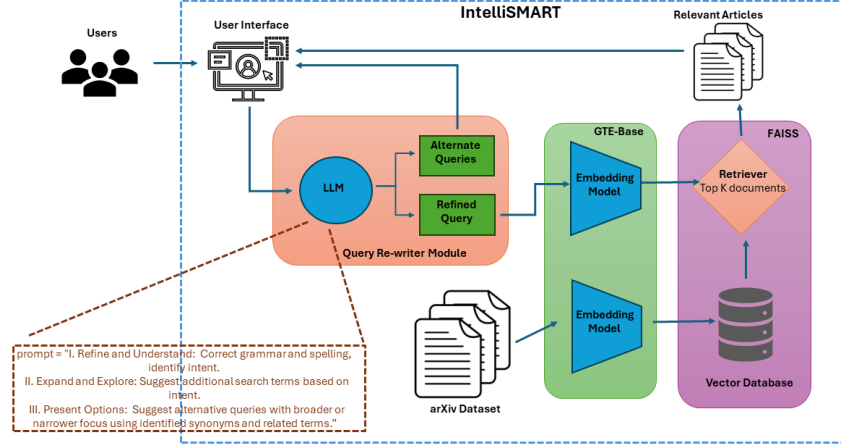 IntelliSMART
Users
User Interface
Relevant Articles
LLM
Alternate
Queries
Refined
Query
Query Re-writer Module
GTE-Base
Embedding
Model
Embedding
Model
FAISS
Retriever
Top K documents
Vector Database
arXiv Dataset
prompt = "I. Refine and Understand: Correct grammar and spelling,
identify intent.
II. Expand and Explore: Suggest additional search terms based on
intent.
III. Present Options: Suggest alternative queries with broader or
narrower focus using identified synonyms and related terms."